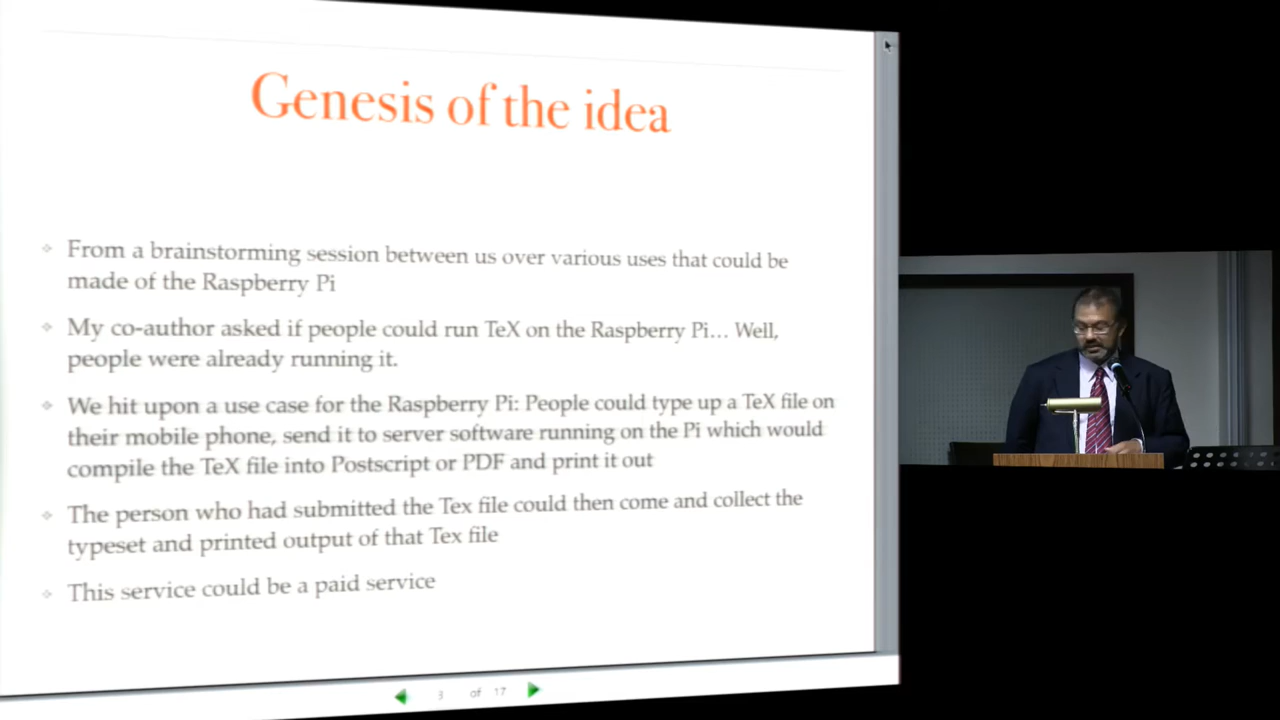 Genesis of the idea
From a brainstorming session between us over various uses that could be
made of the Raspberry Pi
My co-author asked if people could run TeX on the Raspberry Pi... Well,
people were already running it.
We hit upon a use case for the Raspberry Pi: People could type up a TeX file on
their mobile phone, send it to server software running on the Pi which would
compile the TeX file into Postscript or PDF and print it out
The person who had submitted the Tex file could then come and collect the
typeset and printed output of that Tex file
This service could be a paid service
3 of 17